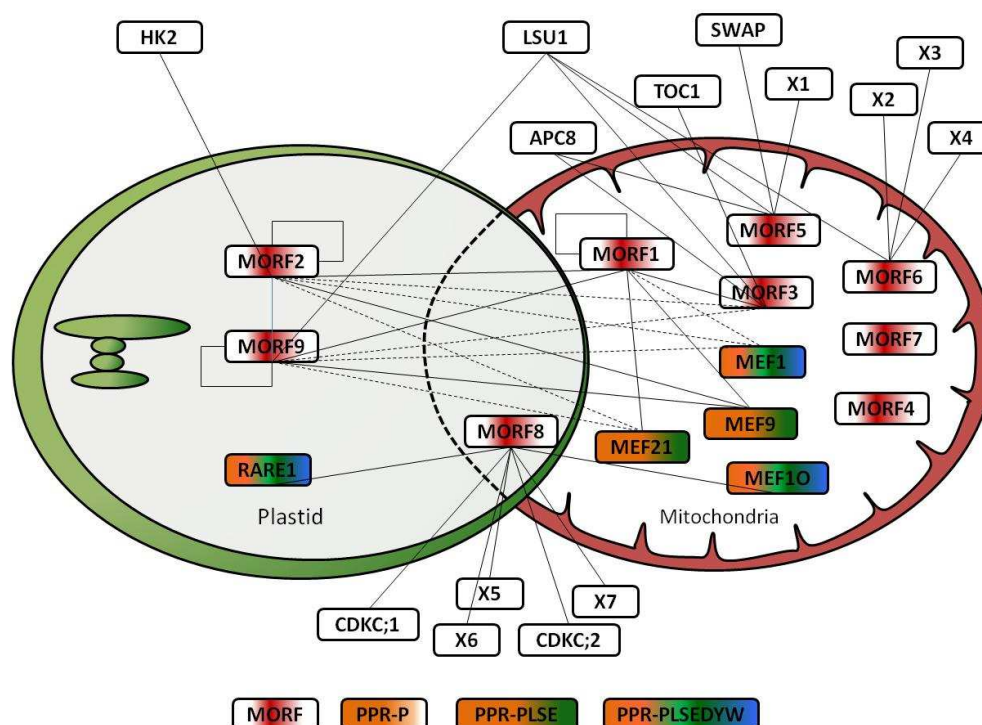 HK2
LSU1
SWAP
X3
TOC1
X1
X2
APC8
X4
MORF5
MORF2
MORF1
MORF6
MORF3
MORF9
MORF7
MEF1
MORF4
MORF8
MEF9
MEF21
RARE1
MEF1O
Plastid
Mitochondria
X5
X7
CDKC;1
X6
CDKC;2
MORF
PPR-P
PPR-PLSE
PPR-PLSEDYW